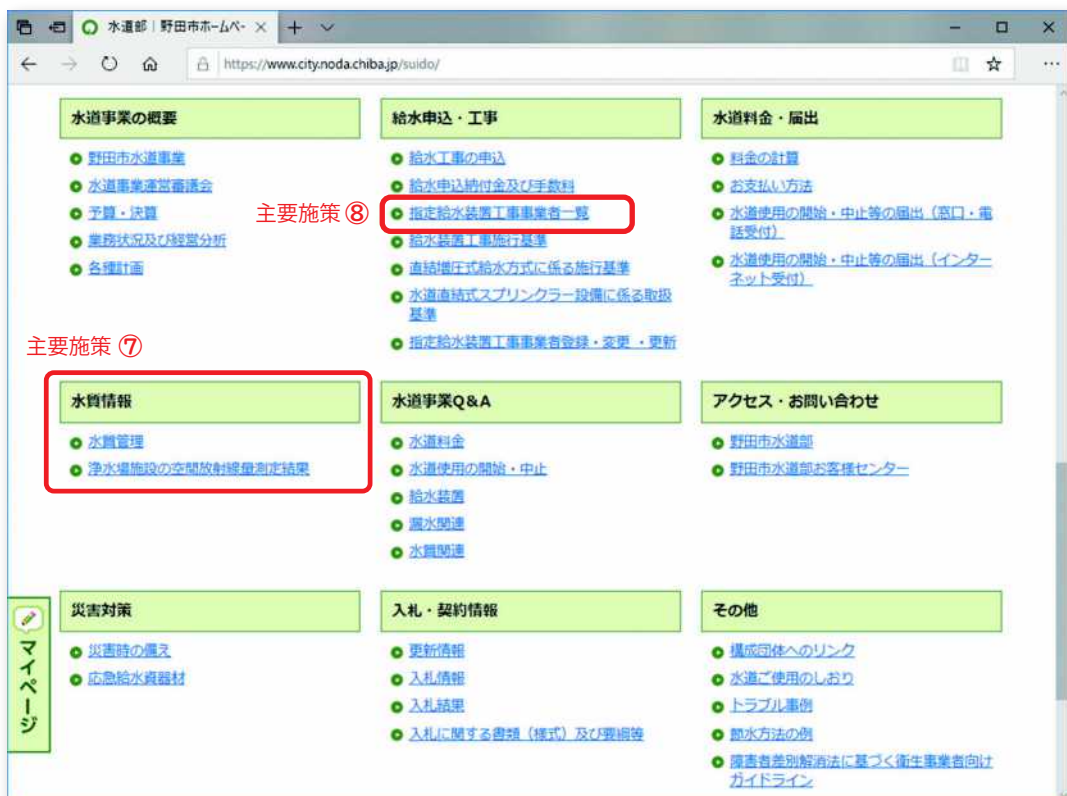 水道部 | 野田市ホームペー
https://www.city.noda.chiba.jp/suido/
水道事業の概要
野田市水道事業
水道事業運営審議会
予算・決算
業務状況及び経営分析
各種計画
給水申込・工事
給水工事の申込
給水申込納付金及び手数料
主要施策⑧
指定給水装置工事事業者一覧
給水装置工事施行基準
直結増圧式給水方式に係る施行基準
水道直結式スプリンクラー設備に係る取扱
基準
指定給水装置工事事業者登録・変更・更新
水道料金・届出
料金の計算
お支払い方法
水道使用の開始・中止等の届出（窓口・電
話受付）
水道使用の開始・中止等の届出（インター
ネット受付）
主要施策⑦
水質情報
水質管理
浄水場施設の空間放射線量測定結果
水道事業Q&A
水道料金
水道使用の開始・中止
給水装置
漏水関連
水質関連
アクセス・お問い合わせ
野田市水道部
野田市水道部お客様センター
マイページ
災害対策
災害時の備え
応急給水資器材
入札・契約情報
更新情報
入札情報
入札結果
入札に関する書類（様式）及び要綱等
その他
構成団体へのリンク
水道ご使用のしおり
トラブル事例
節水方法の例
障害者差別解消法に基づく衛生事業者向け
ガイドライン